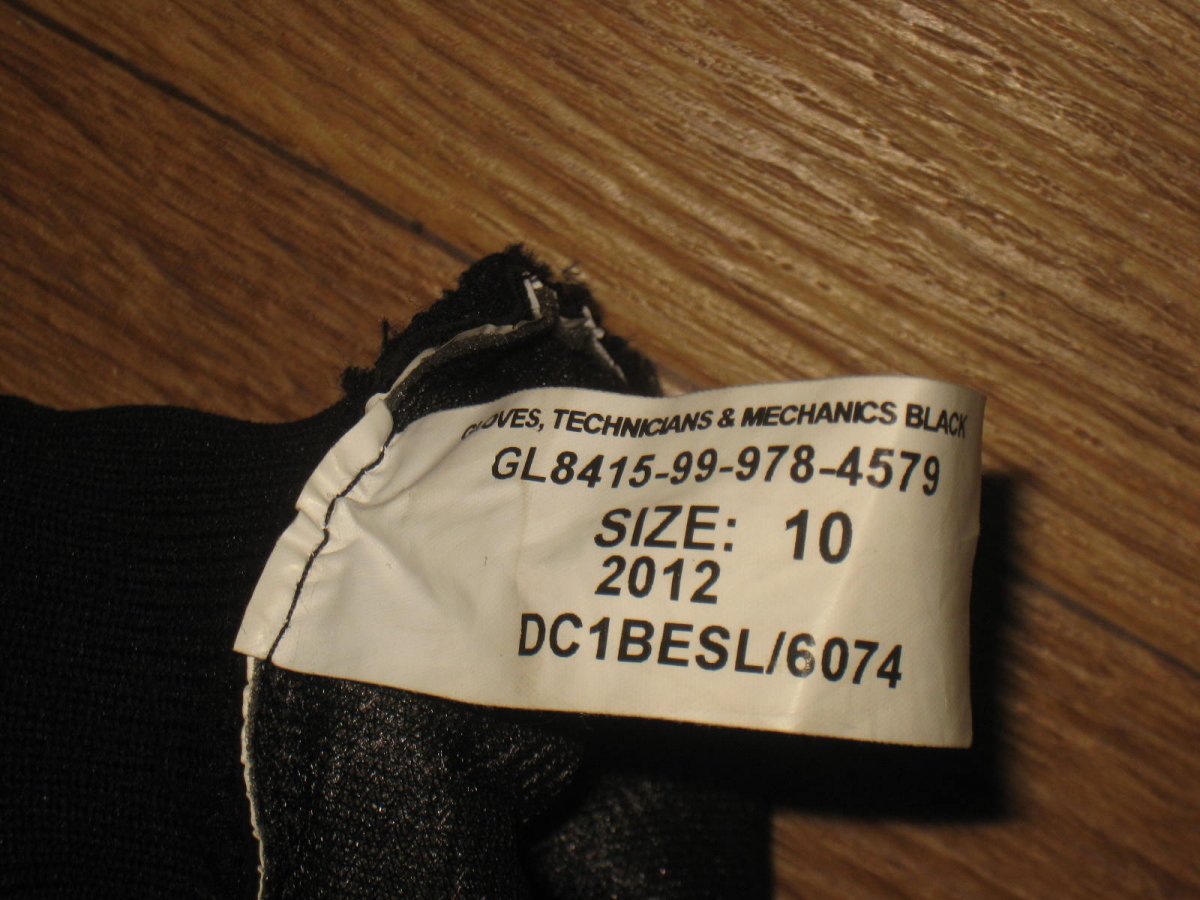 GLOVES, TECHNICIANS & MECHANICS BLACK
GL8415-99-978-4579
SIZE: 10
2012
DC1BESL/6074